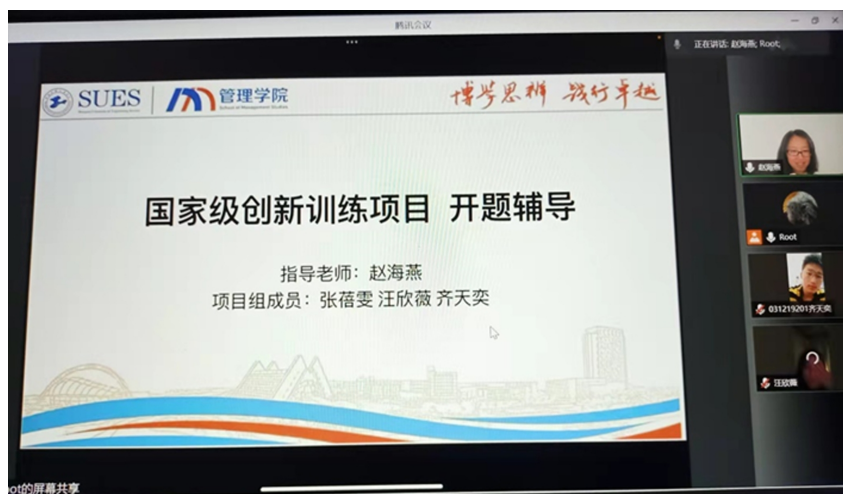 腾讯会议
正在讲话: 赵海燕; Root;
SUES
管理学院
School of Management Studies
博学思辨 践行卓越
国家级创新训练项目 开题辅导
指导老师：赵海燕
项目组成员：张蓓雯 汪欣薇 齐天奕
赵海燕
Root
031219201齐天奕
汪欣薇
oot的屏幕共享